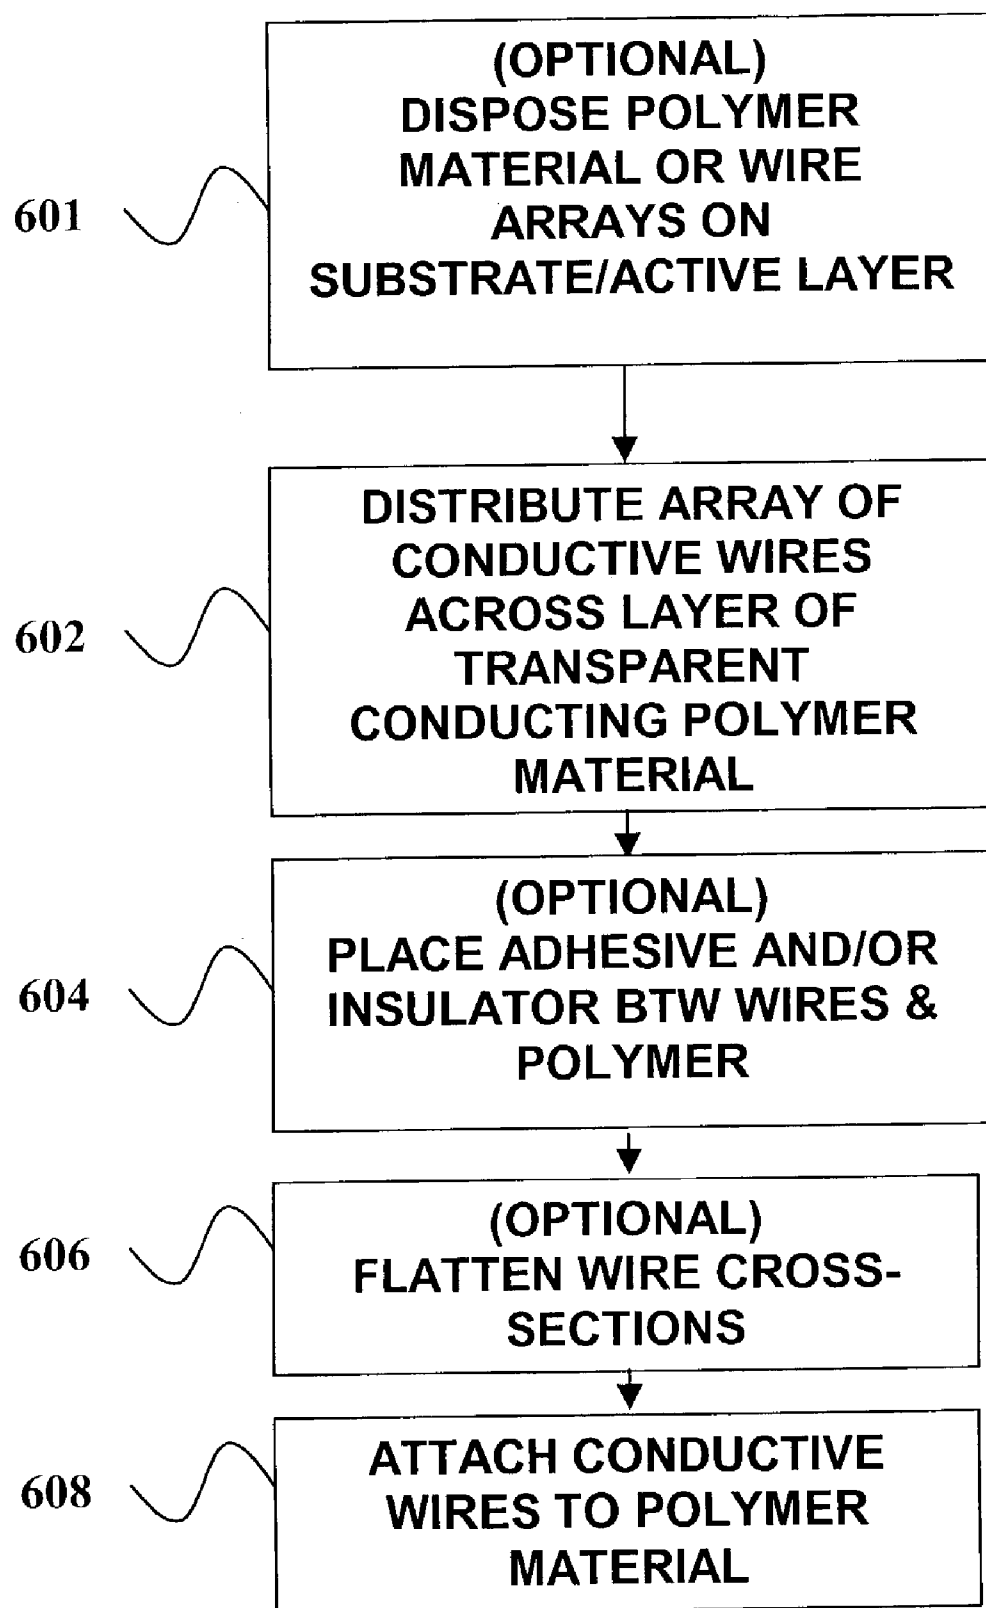 (OPTIONAL)
DISPOSE POLYMER
MATERIAL OR WIRE
ARRAYS ON
SUBSTRATE/ACTIVE LAYER
601
DISTRIBUTE ARRAY OF
CONDUCTIVE WIRES
ACROSS LAYER OF
TRANSPARENT
CONDUCTING POLYMER
MATERIAL
602
(OPTIONAL)
PLACE ADHESIVE AND/OR
INSULATOR BTW WIRES &
POLYMER
604
(OPTIONAL)
FLATTEN WIRE CROSS-
SECTIONS
606
ATTACH CONDUCTIVE
WIRES TO POLYMER
MATERIAL
608